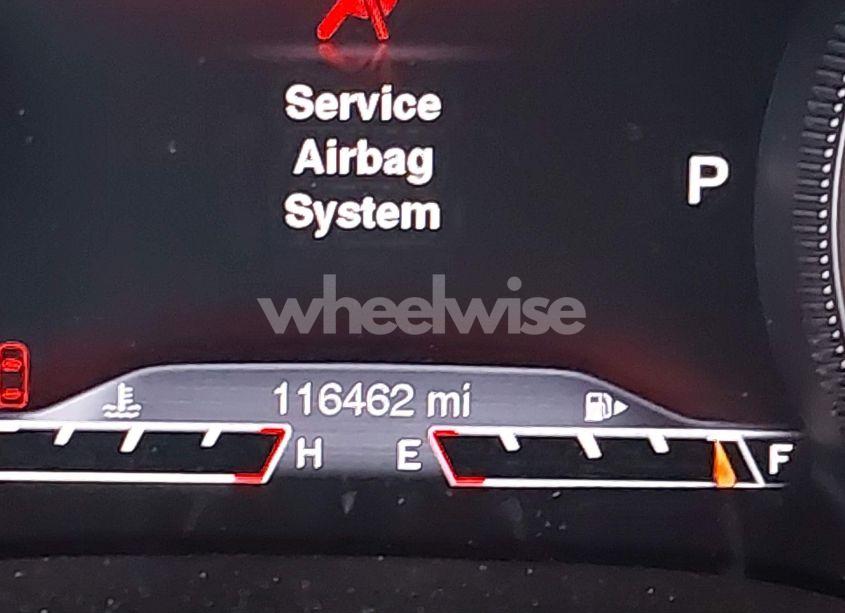 Service
Airbag
System
P
wheelwise
116462 mi
H E F